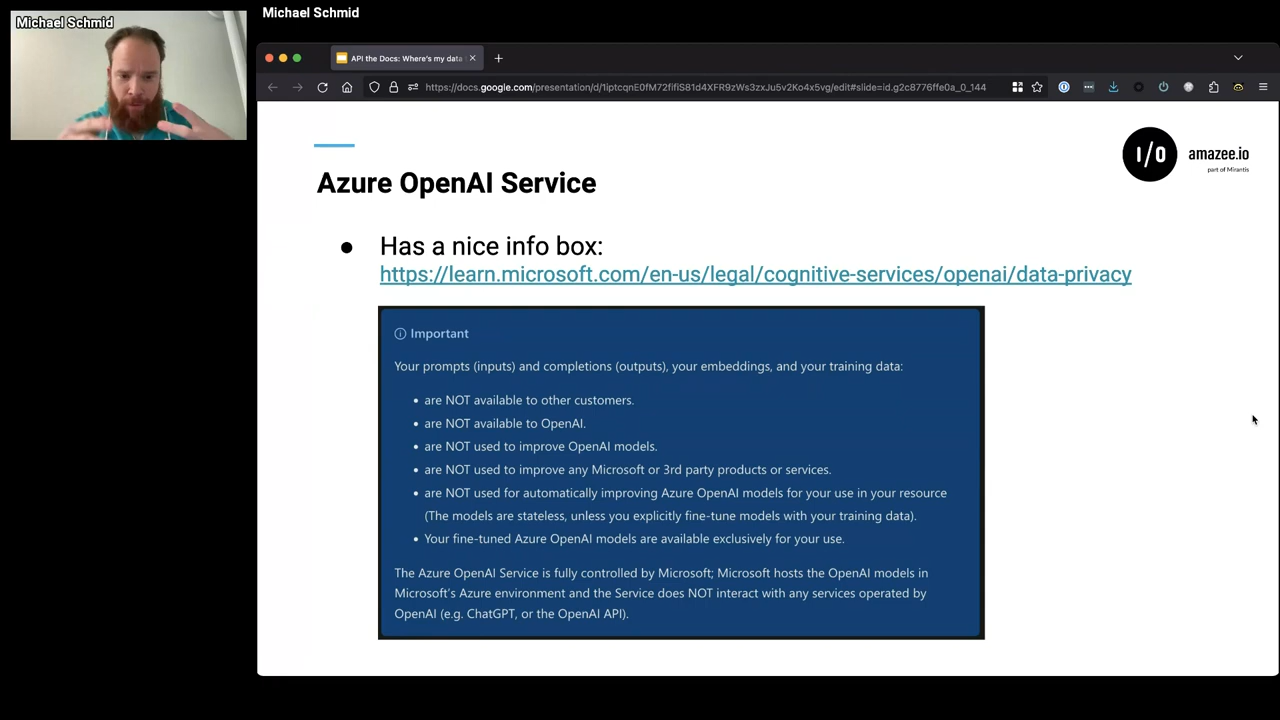 Michael Schmid
Michael Schmid
API the Docs: Where's my data
https://docs.google.com/presentation/d/1iptcqnE0fM72fifiS81d4XFR9zWs3zxJu5v2Ko4x5vg/edit#slide=id.g2c8776ffe0a_0_144
I/O
amazee.io
part of Mirantis
Azure OpenAI Service
● Has a nice info box:
https://learn.microsoft.com/en-us/legal/cognitive-services/openai/data-privacy
Important
Your prompts (inputs) and completions (outputs), your embeddings, and your training data:
• are NOT available to other customers.
• are NOT available to OpenAI.
• are NOT used to improve OpenAI models.
• are NOT used to improve any Microsoft or 3rd party products or services.
• are NOT used for automatically improving Azure OpenAI models for your use in your resource
(The models are stateless, unless you explicitly fine-tune models with your training data).
• Your fine-tuned Azure OpenAI models are available exclusively for your use.
The Azure OpenAI Service is fully controlled by Microsoft; Microsoft hosts the OpenAI models in
Microsoft's Azure environment and the Service does NOT interact with any services operated by
OpenAI (e.g. ChatGPT, or the OpenAI API).